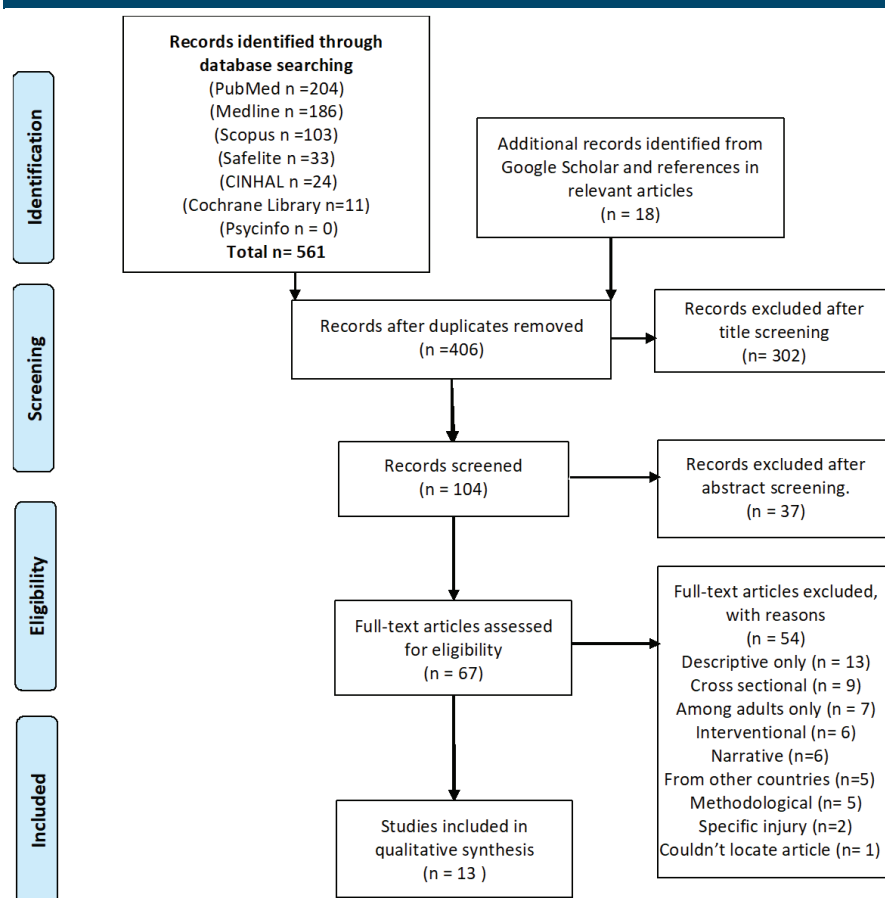 Identification
Records identified through
database searching
(PubMed n =204)
(Medline n =186)
(Scopus n =103)
(Safelite n =33)
(CINHAL n =24)
(Cochrane Library n=11)
(Psycinfo n = 0)
Total n= 561
Additional records identified from
Google Scholar and references in
relevant articles
(n = 18)
Screening
Records after duplicates removed
(n =406)
Records excluded after
title screening
(n= 302)
Records screened
(n = 104)
Records excluded after
abstract screening.
(n = 37)
Eligibility
Full-text articles assessed
for eligibility
(n = 67)
Full-text articles excluded,
with reasons
(n = 54)
Descriptive only (n = 13)
Cross sectional (n = 9)
Among adults only (n = 7)
Interventional (n= 6)
Narrative (n=6)
From other countries (n=5)
Methodological (n= 5)
Specific injury (n=2)
Couldn't locate article (n= 1)
Included
Studies included in
qualitative synthesis
(n = 13 )